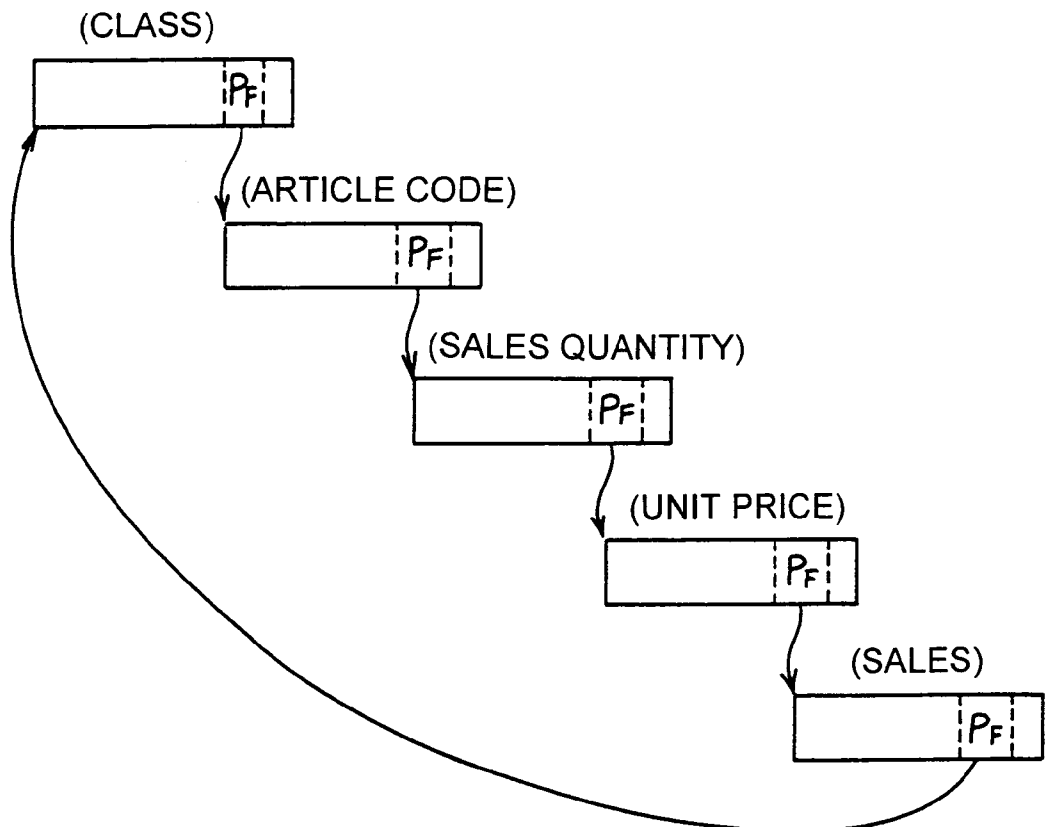 (CLASS)
PF
(ARTICLE CODE)
PF
(SALES QUANTITY)
PF
(UNIT PRICE)
PF
(SALES)
PF